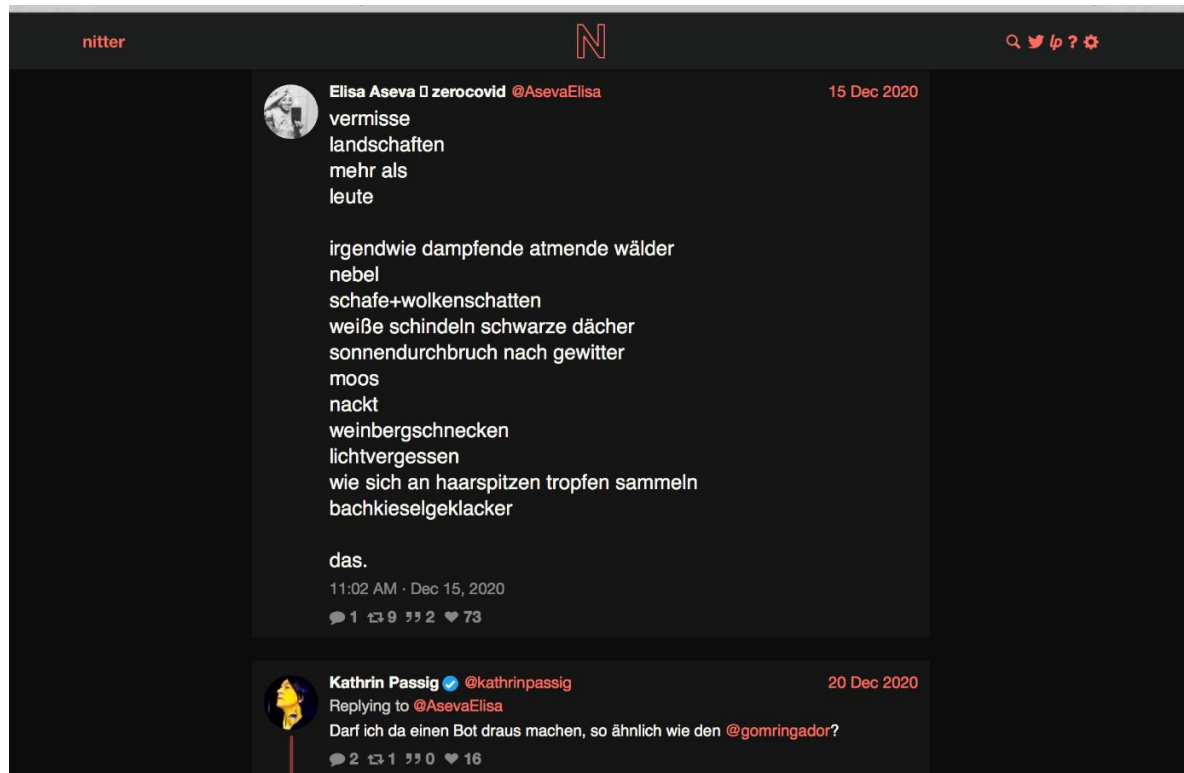 nitter
N
lp ?
Elisa Aseva zerocovid @AsevaElisa 15 Dec 2020
vermisse
landschaften
mehr als
leute
irgendwie dampfende atmende wälder
nebel
schafe+wolkenschatten
weiße schindeln schwarze dächer
sonnendurchbruch nach gewitter
moos
nackt
weinbergschnecken
lichtvergessen
wie sich an haarspitzen tropfen sammeln
bachkieselgeklacker
das.
11:02 AM · Dec 15, 2020
1 9 2 73
Kathrin Passig @kathrinpassig 20 Dec 2020
Replying to @AsevaElisa
Darf ich da einen Bot draus machen, so ähnlich wie den @gomringador?
2 1 0 16